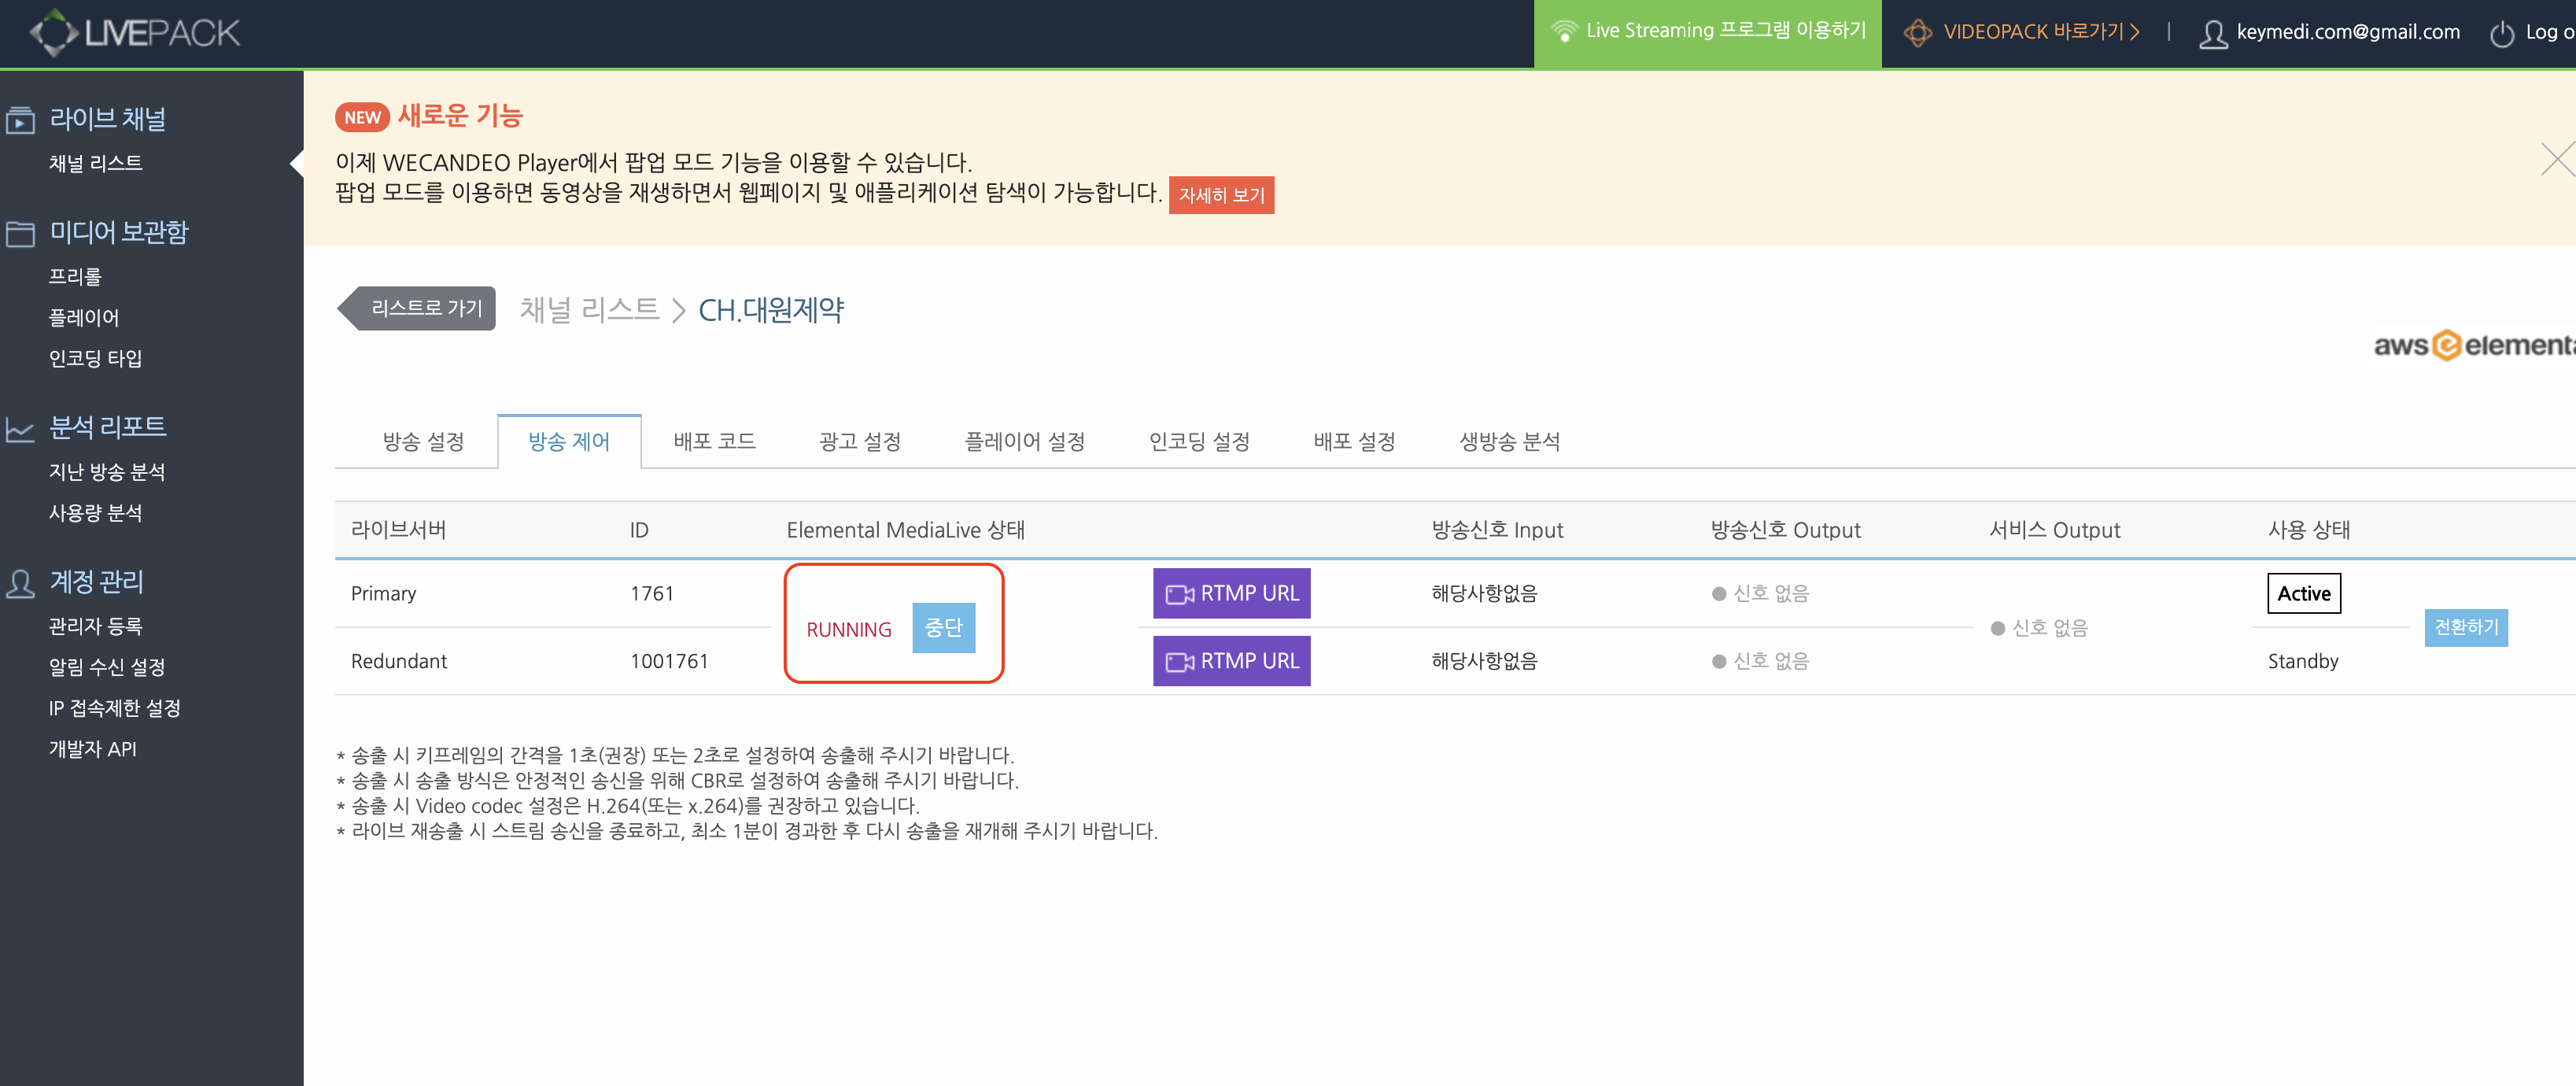 LIVEPACK
Live Streaming 프로그램 이용하기
VIDEOPACK 바로가기 >
|
keymedi.com@gmail.com
Log o
라이브 채널
채널 리스트
미디어 보관함
프리롤
플레이어
인코딩 타입
분석 리포트
지난 방송 분석
사용량 분석
계정 관리
관리자 등록
알림 수신 설정
IP 접속제한 설정
개발자 API
NEW 새로운 기능
이제 WECANDEO Player에서 팝업 모드 기능을 이용할 수 있습니다.
팝업 모드를 이용하면 동영상을 재생하면서 웹페이지 및 애플리케이션 탐색이 가능합니다. 자세히 보기
리스트로 가기 채널 리스트 > CH.대원제약
aws elementa
방송 설정 방송 제어 배포 코드 광고 설정 플레이어 설정 인코딩 설정 배포 설정 생방송 분석
라이브서버 ID Elemental MediaLive 상태 방송신호 Input 방송신호 Output 서비스 Output 사용 상태
Primary 1761 RTMP URL 해당사항없음 신호 없음 Active
RUNNING 중단 신호 없음 전환하기
Redundant 1001761 RTMP URL 해당사항없음 신호 없음 Standby
* 송출 시 키프레임의 간격을 1초(권장) 또는 2초로 설정하여 송출해 주시기 바랍니다.
* 송출 시 송출 방식은 안정적인 송신을 위해 CBR로 설정하여 송출해 주시기 바랍니다.
* 송출 시 Video codec 설정은 H.264(또는 x.264)를 권장하고 있습니다.
* 라이브 재송출 시 스트림 송신을 종료하고, 최소 1분이 경과한 후 다시 송출을 재개해 주시기 바랍니다.